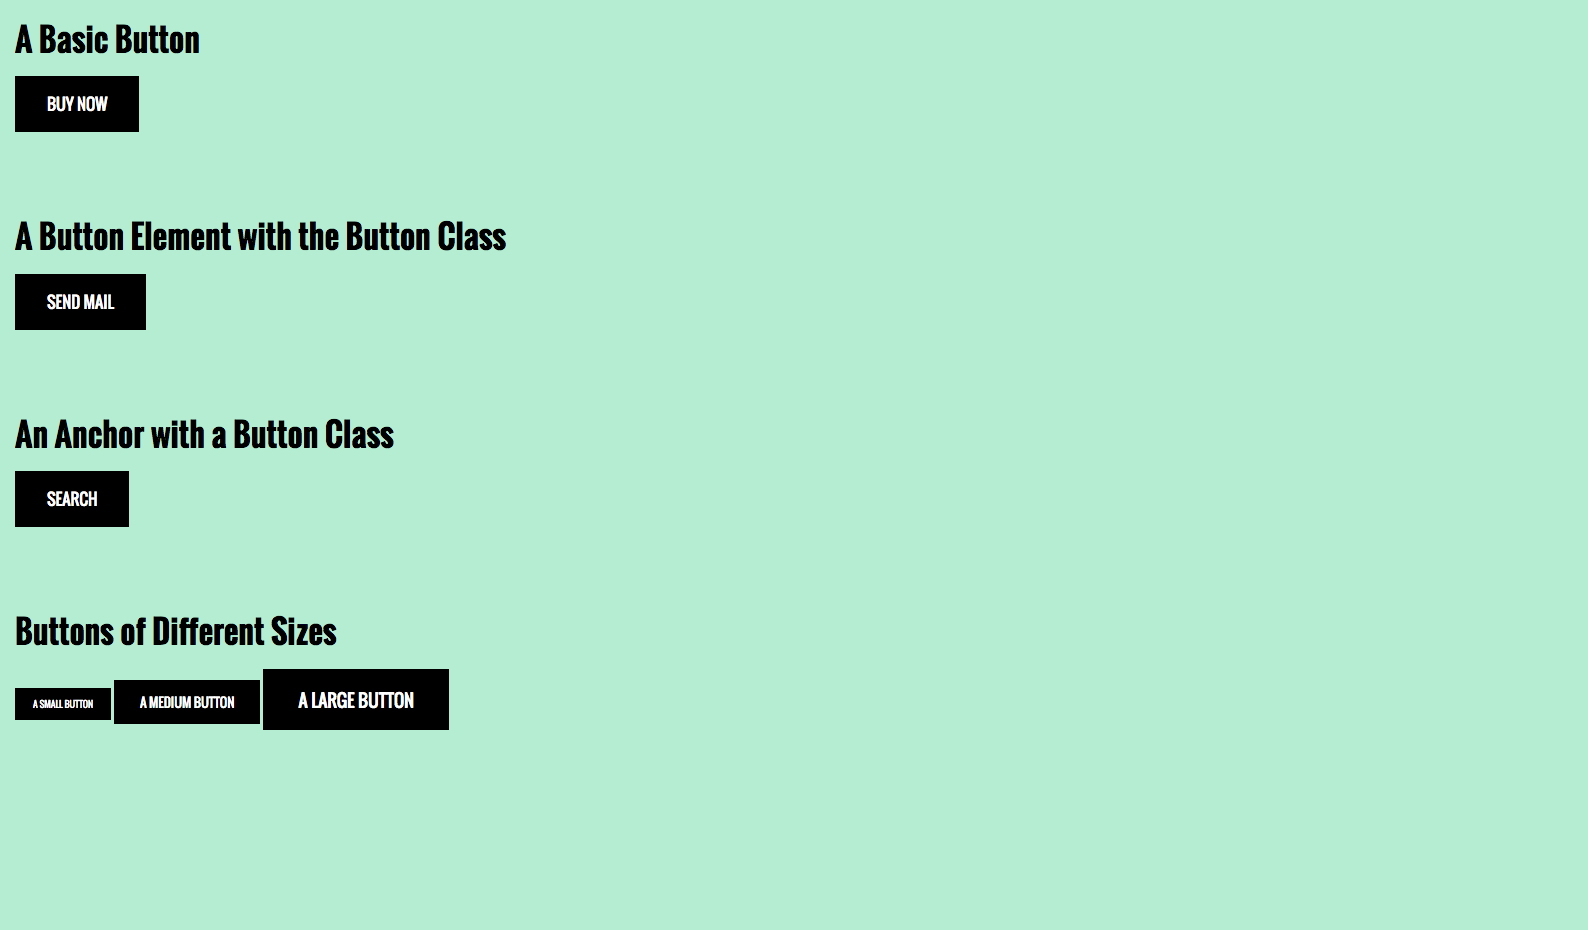 A Basic Button
BUY NOW
A Button Element with the Button Class
SEND MAIL
An Anchor with a Button Class
SEARCH
Buttons of Different Sizes
A SMALL BUTTON A MEDIUM BUTTON A LARGE BUTTON